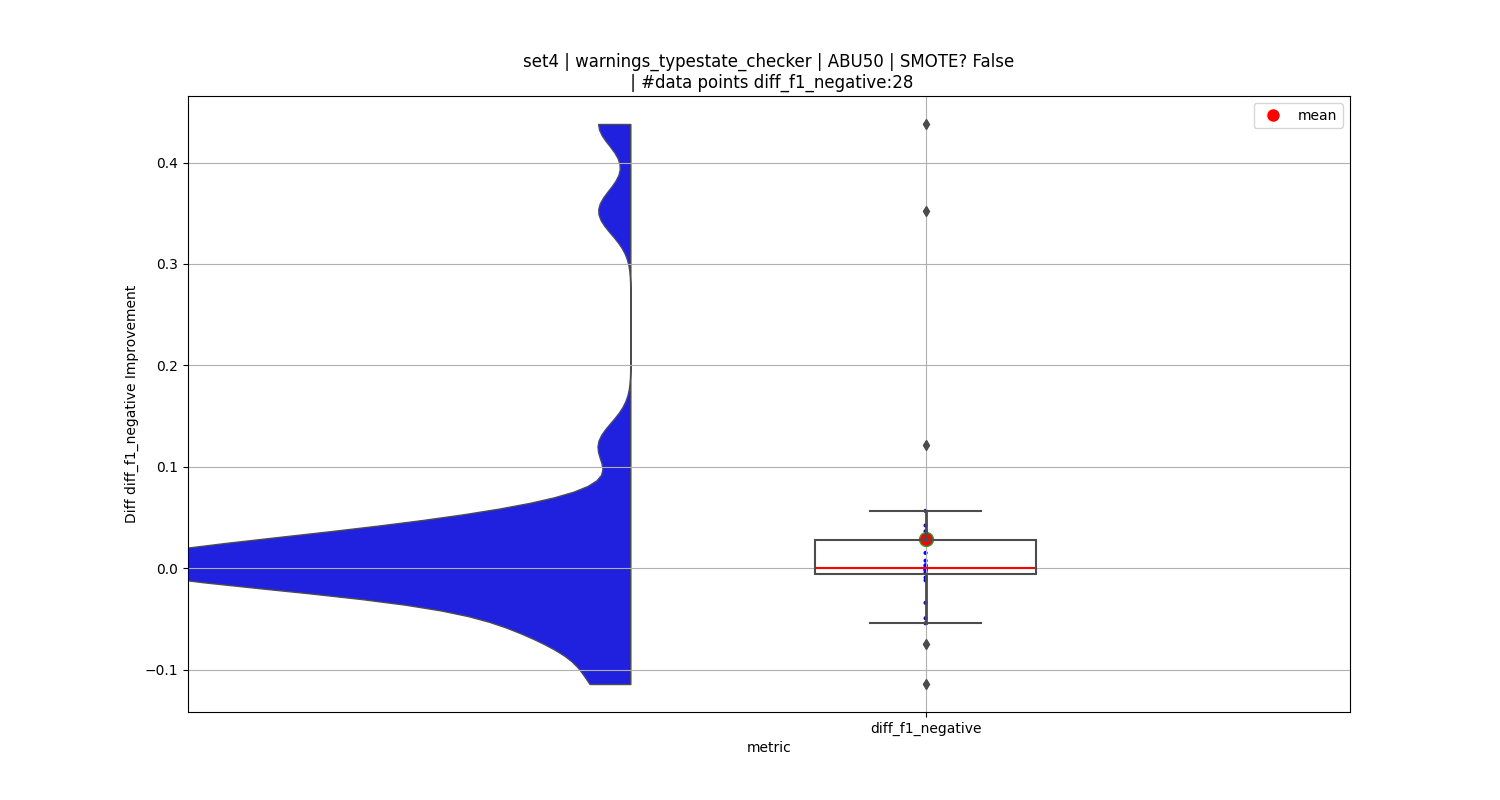 set4 | warnings_typestate_checker | ABU50 | SMOTE? False
| #data points diff_f1_negative:28
mean
0.4
0.3
0.2
0.1
0.0
−0.1
Diff diff_f1_negative Improvement
diff_f1_negative
metric